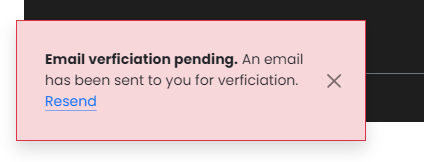 Email verficiation pending. An email
has been sent to you for verficiation.
Resend